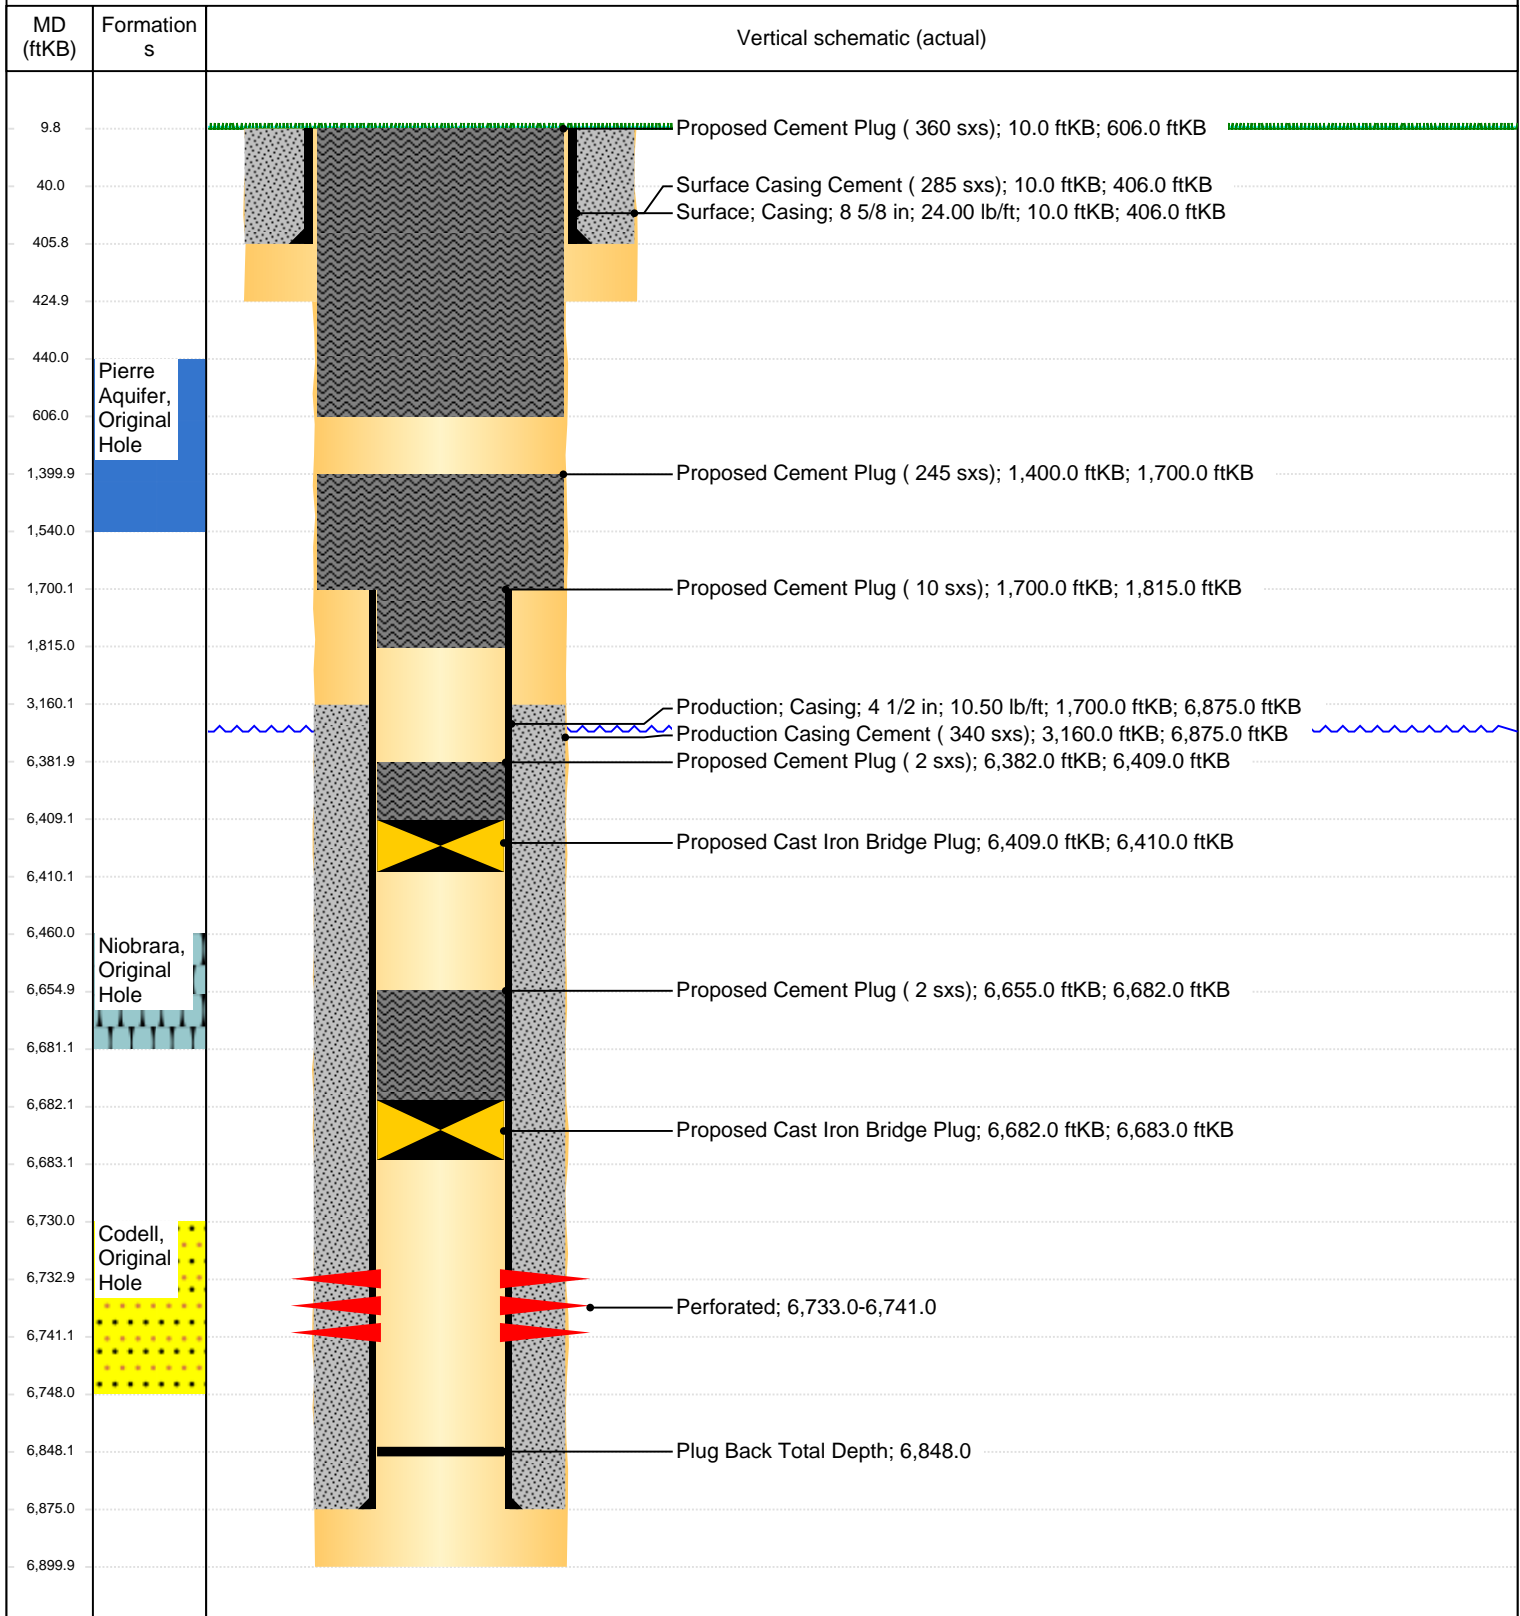 MD
(ftKB)
Formation
s
Vertical schematic (actual)
9.8
Proposed Cement Plug ( 360 sxs); 10.0 ftKB; 606.0 ftKB
40.0
Surface Casing Cement ( 285 sxs); 10.0 ftKB; 406.0 ftKB
Surface; Casing; 8 5/8 in; 24.00 lb/ft; 10.0 ftKB; 406.0 ftKB
405.8
424.9
440.0
Pierre
Aquifer,
Original
Hole
606.0
1,399.9
Proposed Cement Plug ( 245 sxs); 1,400.0 ftKB; 1,700.0 ftKB
1,540.0
1,700.1
Proposed Cement Plug ( 10 sxs); 1,700.0 ftKB; 1,815.0 ftKB
1,815.0
3,160.1
Production; Casing; 4 1/2 in; 10.50 lb/ft; 1,700.0 ftKB; 6,875.0 ftKB
Production Casing Cement ( 340 sxs); 3,160.0 ftKB; 6,875.0 ftKB
6,381.9
Proposed Cement Plug ( 2 sxs); 6,382.0 ftKB; 6,409.0 ftKB
6,409.1
Proposed Cast Iron Bridge Plug; 6,409.0 ftKB; 6,410.0 ftKB
6,410.1
6,460.0
Niobrara,
Original
Hole
6,654.9
Proposed Cement Plug ( 2 sxs); 6,655.0 ftKB; 6,682.0 ftKB
6,681.1
6,682.1
Proposed Cast Iron Bridge Plug; 6,682.0 ftKB; 6,683.0 ftKB
6,683.1
6,730.0
Codell,
Original
Hole
6,732.9
Perforated; 6,733.0-6,741.0
6,741.1
6,748.0
6,848.1
Plug Back Total Depth; 6,848.0
6,875.0
6,899.9